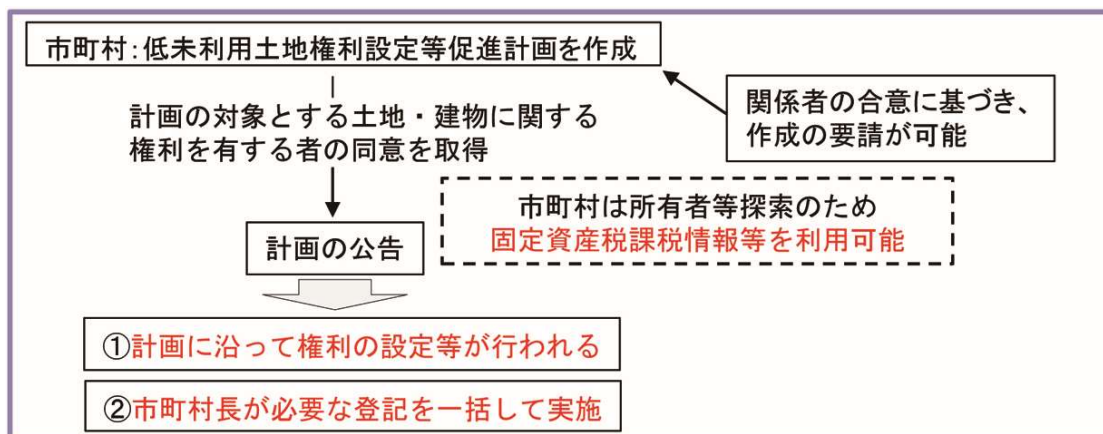 市町村：低未利用土地権利設定等促進計画を作成
関係者の合意に基づき、
作成の要請が可能
計画の対象とする土地・建物に関する
権利を有する者の同意を取得
市町村は所有者等探索のため
固定資産税課税情報等を利用可能
計画の公告
①計画に沿って権利の設定等が行われる
②市町村長が必要な登記を一括して実施